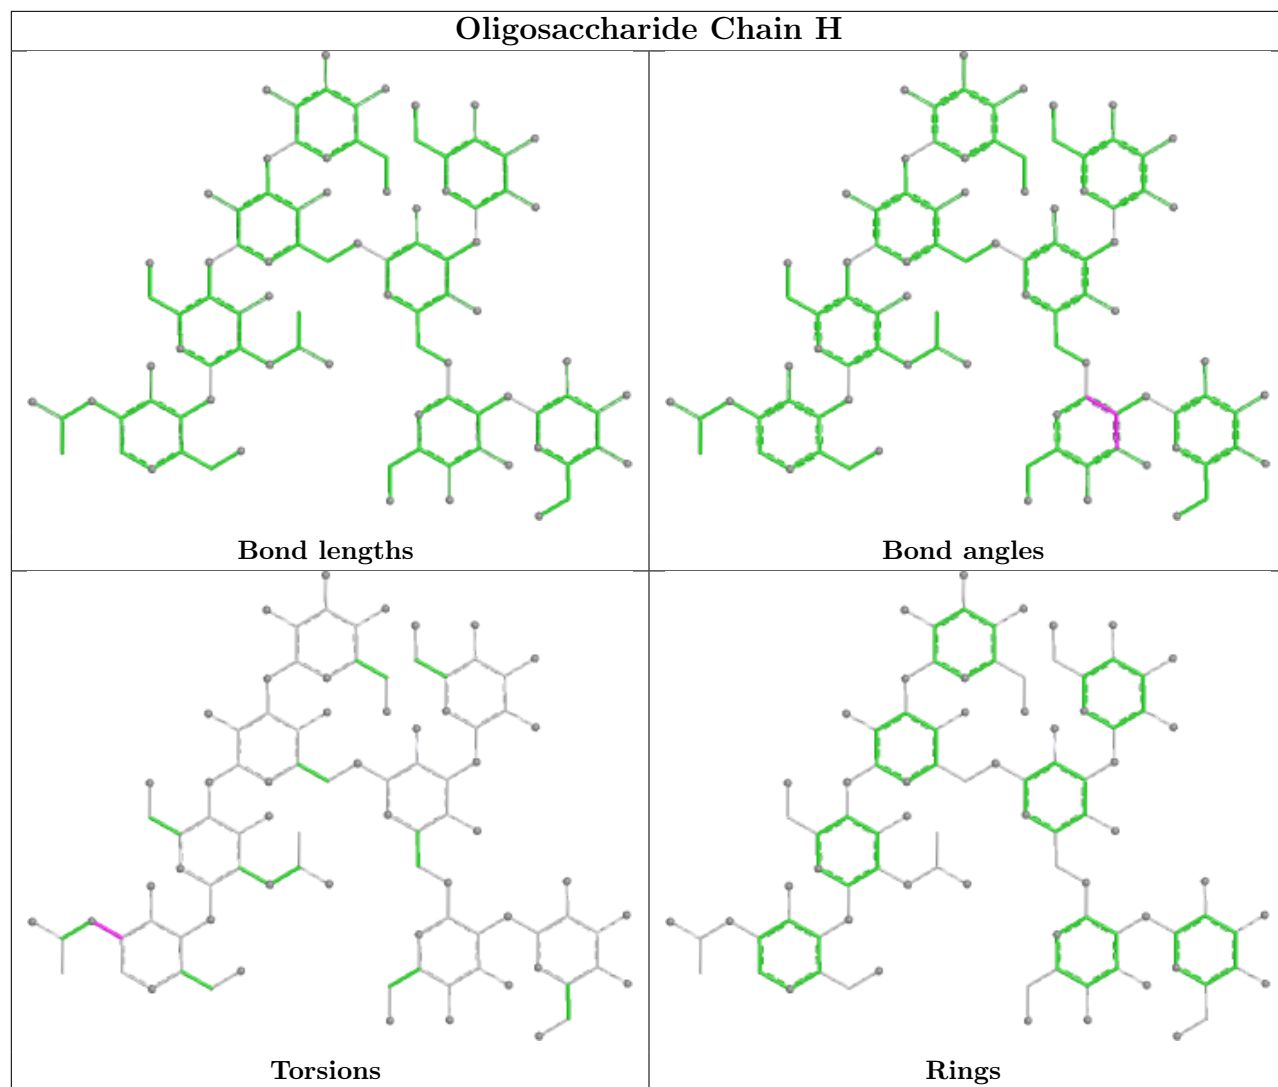 Oligosaccharide Chain H
Bond lengths
Bond angles
Torsions
Rings